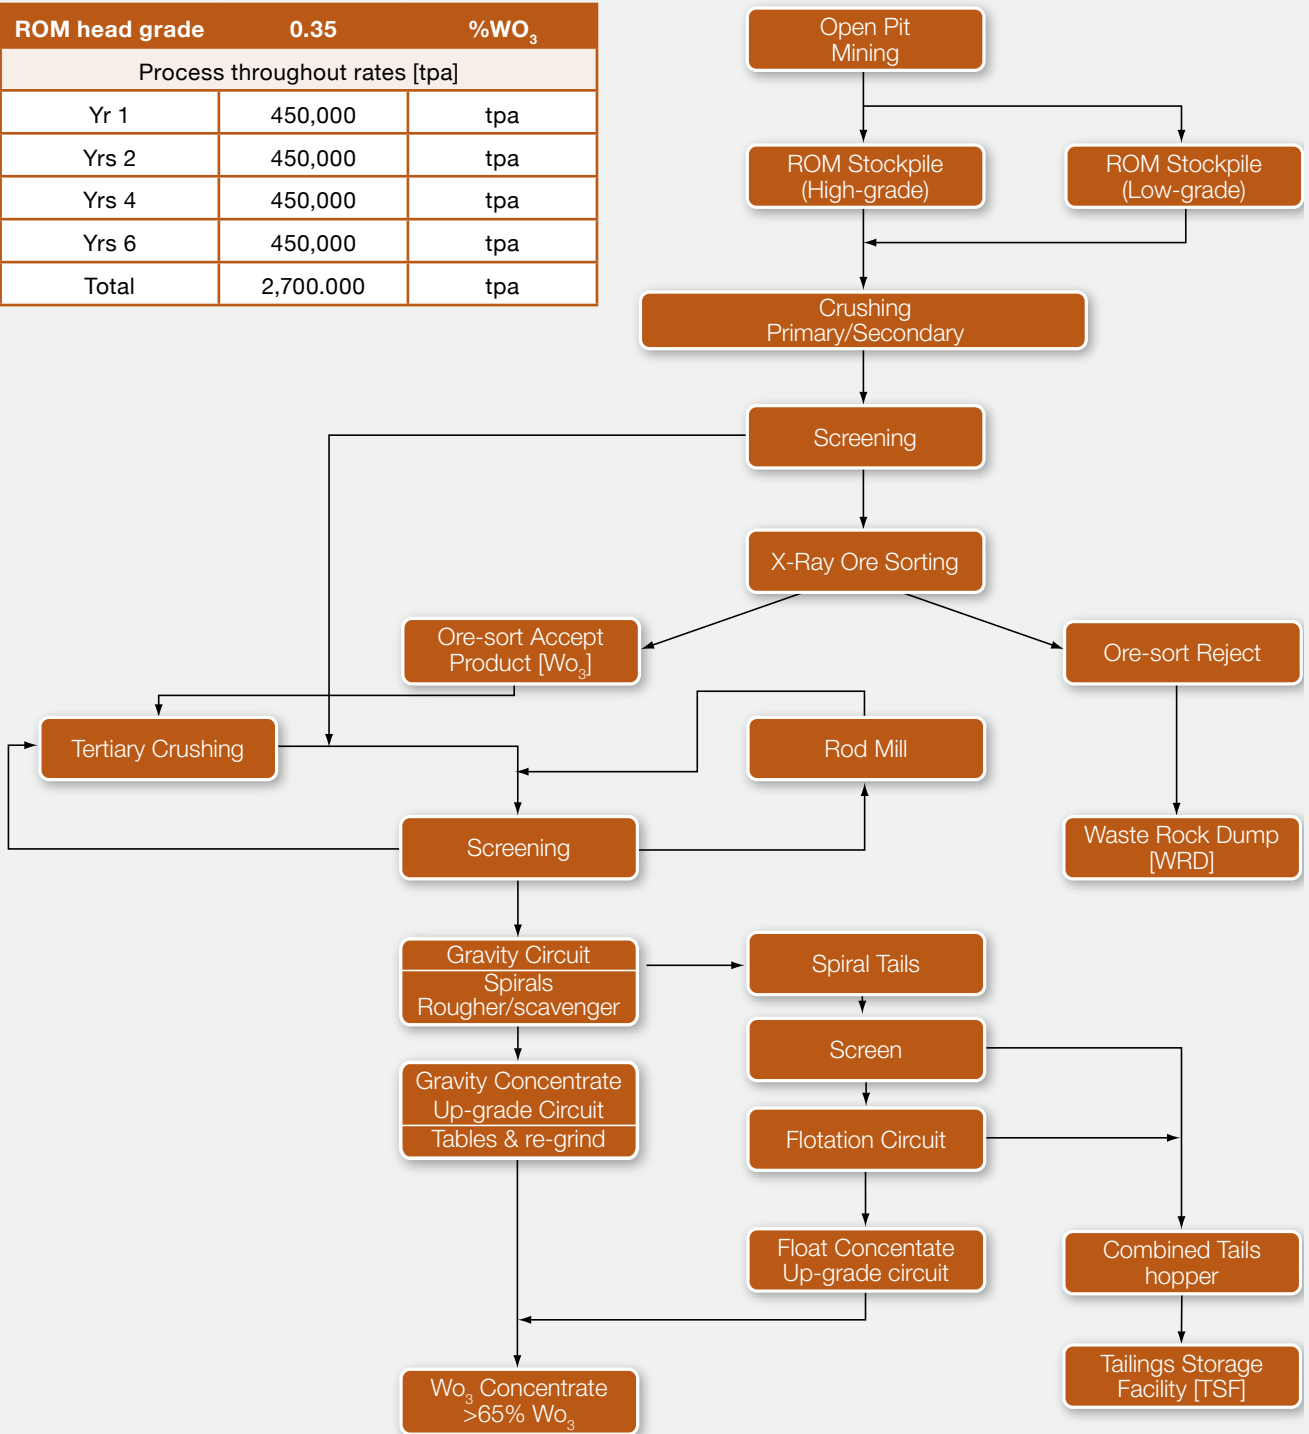 ROM head grade 0.35 %WO₃
Process throughout rates [tpa]
Yr 1 450,000 tpa
Yrs 2 450,000 tpa
Yrs 4 450,000 tpa
Yrs 6 450,000 tpa
Total 2,700.000 tpa
Open Pit
Mining
ROM Stockpile
(High-grade)
ROM Stockpile
(Low-grade)
Crushing
Primary/Secondary
Screening
X-Ray Ore Sorting
Ore-sort Accept
Product [Wo₃]
Ore-sort Reject
Tertiary Crushing
Rod Mill
Screening
Waste Rock Dump
[WRD]
Gravity Circuit
Spirals
Rougher/scavenger
Spiral Tails
Screen
Gravity Concentrate
Up-grade Circuit
Tables & re-grind
Flotation Circuit
Float Concentate
Up-grade circuit
Combined Tails
hopper
Tailings Storage
Facility [TSF]
Wo₃ Concentrate
>65% Wo₃